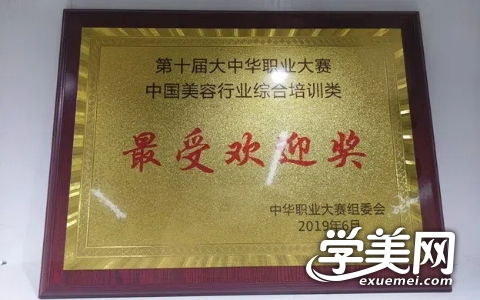 第十届大中华职业大赛
中国美容行业综合培训类
最受欢迎奖
中华职业大赛组委会
2019年6月
学美网
exuemei.com